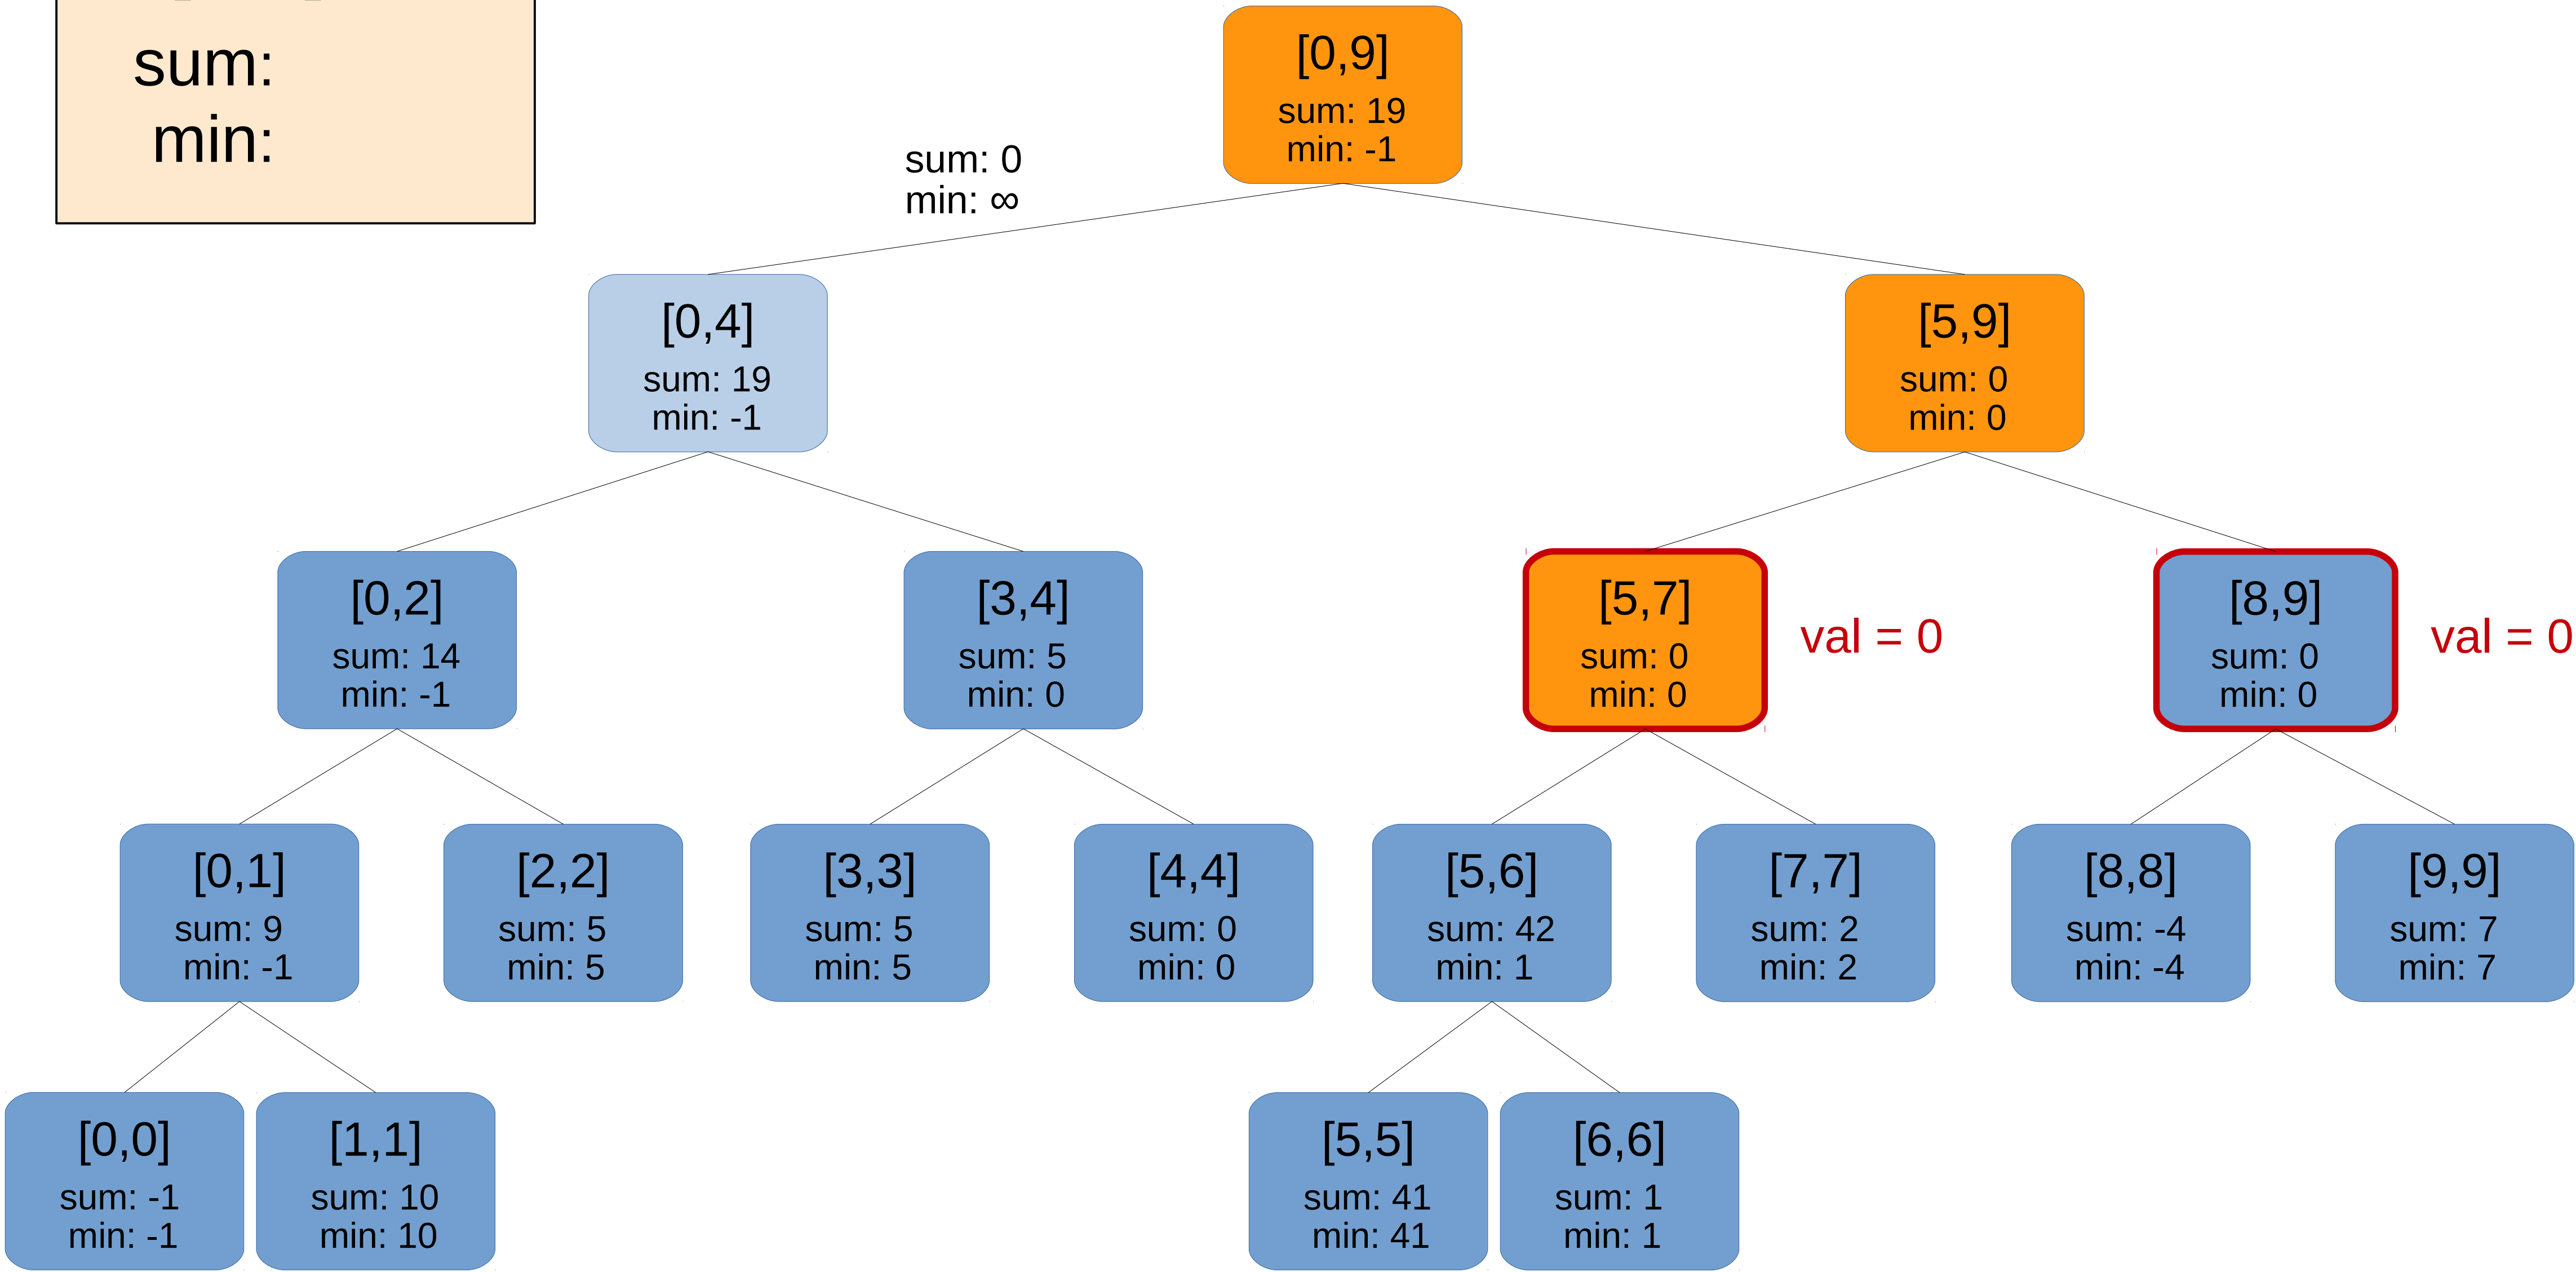 sum:
min:
[0,9]
sum: 19
min: -1
sum: 0
min: ∞
[0,4]
sum: 19
min: -1
[5,9]
sum: 0
min: 0
[0,2]
sum: 14
min: -1
[3,4]
sum: 5
min: 0
[5,7]
sum: 0
min: 0
val = 0
[8,9]
sum: 0
min: 0
val = 0
[0,1]
sum: 9
min: -1
[2,2]
sum: 5
min: 5
[3,3]
sum: 5
min: 5
[4,4]
sum: 0
min: 0
[5,6]
sum: 42
min: 1
[7,7]
sum: 2
min: 2
[8,8]
sum: -4
min: -4
[9,9]
sum: 7
min: 7
[0,0]
sum: -1
min: -1
[1,1]
sum: 10
min: 10
[5,5]
sum: 41
min: 41
[6,6]
sum: 1
min: 1